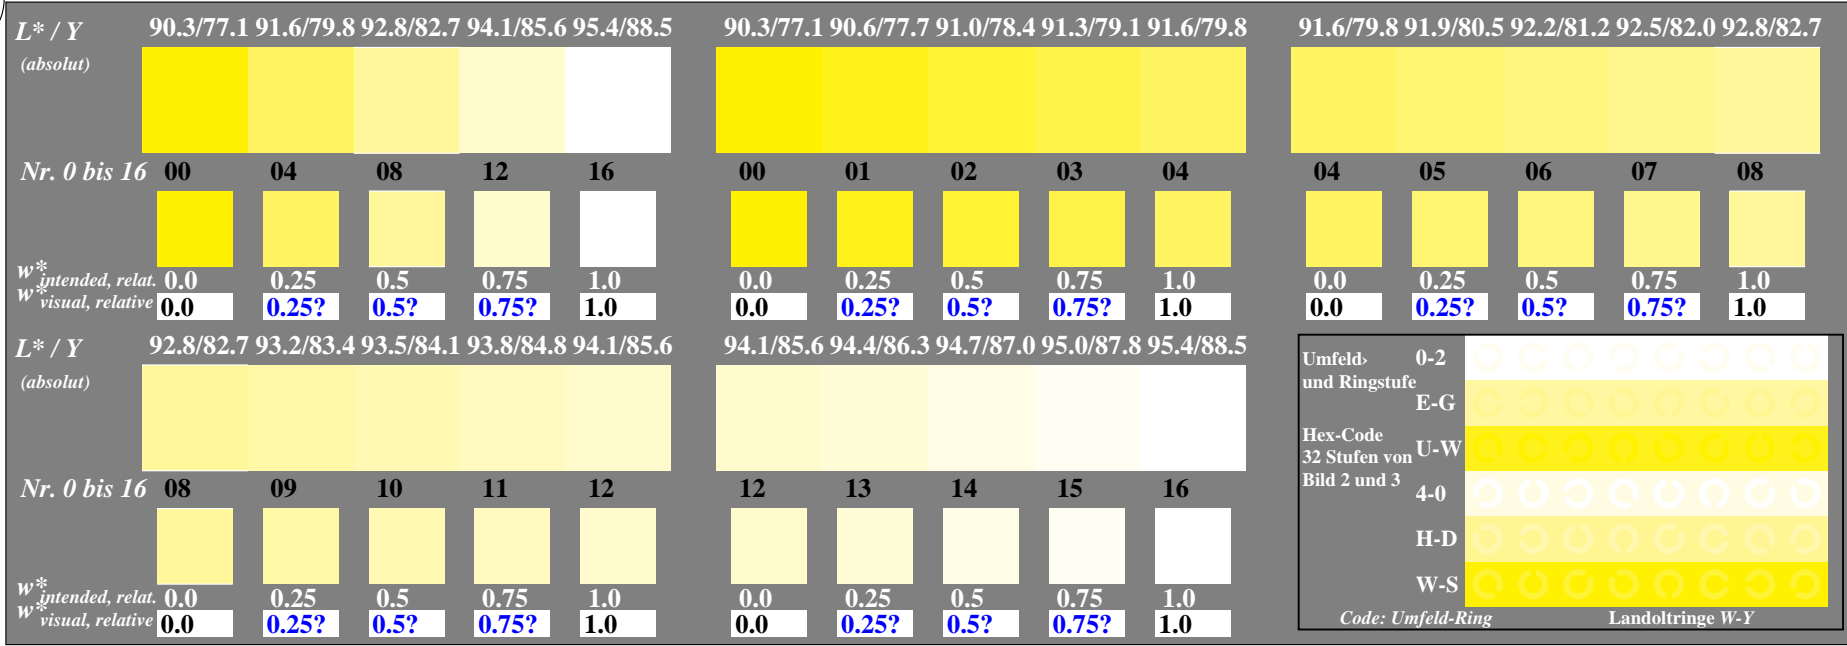 L* / Y 90.3/77.1 91.6/79.8 92.8/82.7 94.1/85.6 95.4/88.5 90.3/77.1 90.6/77.7 91.0/78.4 91.3/79.1 91.6/79.8 91.6/79.8 91.9/80.5 92.2/81.2 92.5/82.0 92.8/82.7
(absolut)
Nr. 0 bis 16 00 04 08 12 16 00 01 02 03 04 04 05 06 07 08
w* intended, relat. 0.0 0.25 0.5 0.75 1.0 0.0 0.25 0.5 0.75 1.0 0.0 0.25 0.5 0.75 1.0
w* visual, relative 0.0 0.25? 0.5? 0.75? 1.0 0.0 0.25? 0.5? 0.75? 1.0 0.0 0.25? 0.5? 0.75? 1.0
L* / Y 92.8/82.7 93.2/83.4 93.5/84.1 93.8/84.8 94.1/85.6 94.1/85.6 94.4/86.3 94.7/87.0 95.0/87.8 95.4/88.5
(absolut)
Nr. 0 bis 16 08 09 10 11 12 12 13 14 15 16
w* intended, relat. 0.0 0.25 0.5 0.75 1.0 0.0 0.25 0.5 0.75 1.0
w* visual, relative 0.0 0.25? 0.5? 0.75? 1.0 0.0 0.25? 0.5? 0.75? 1.0
Umfeld› 0-2
und Ringstufe
E-G
Hex-Code
U-W
32 Stufen von
Bild 2 und 3
4-0
H-D
W-S
Code: Umfeld-Ring Landoltringe W-Y